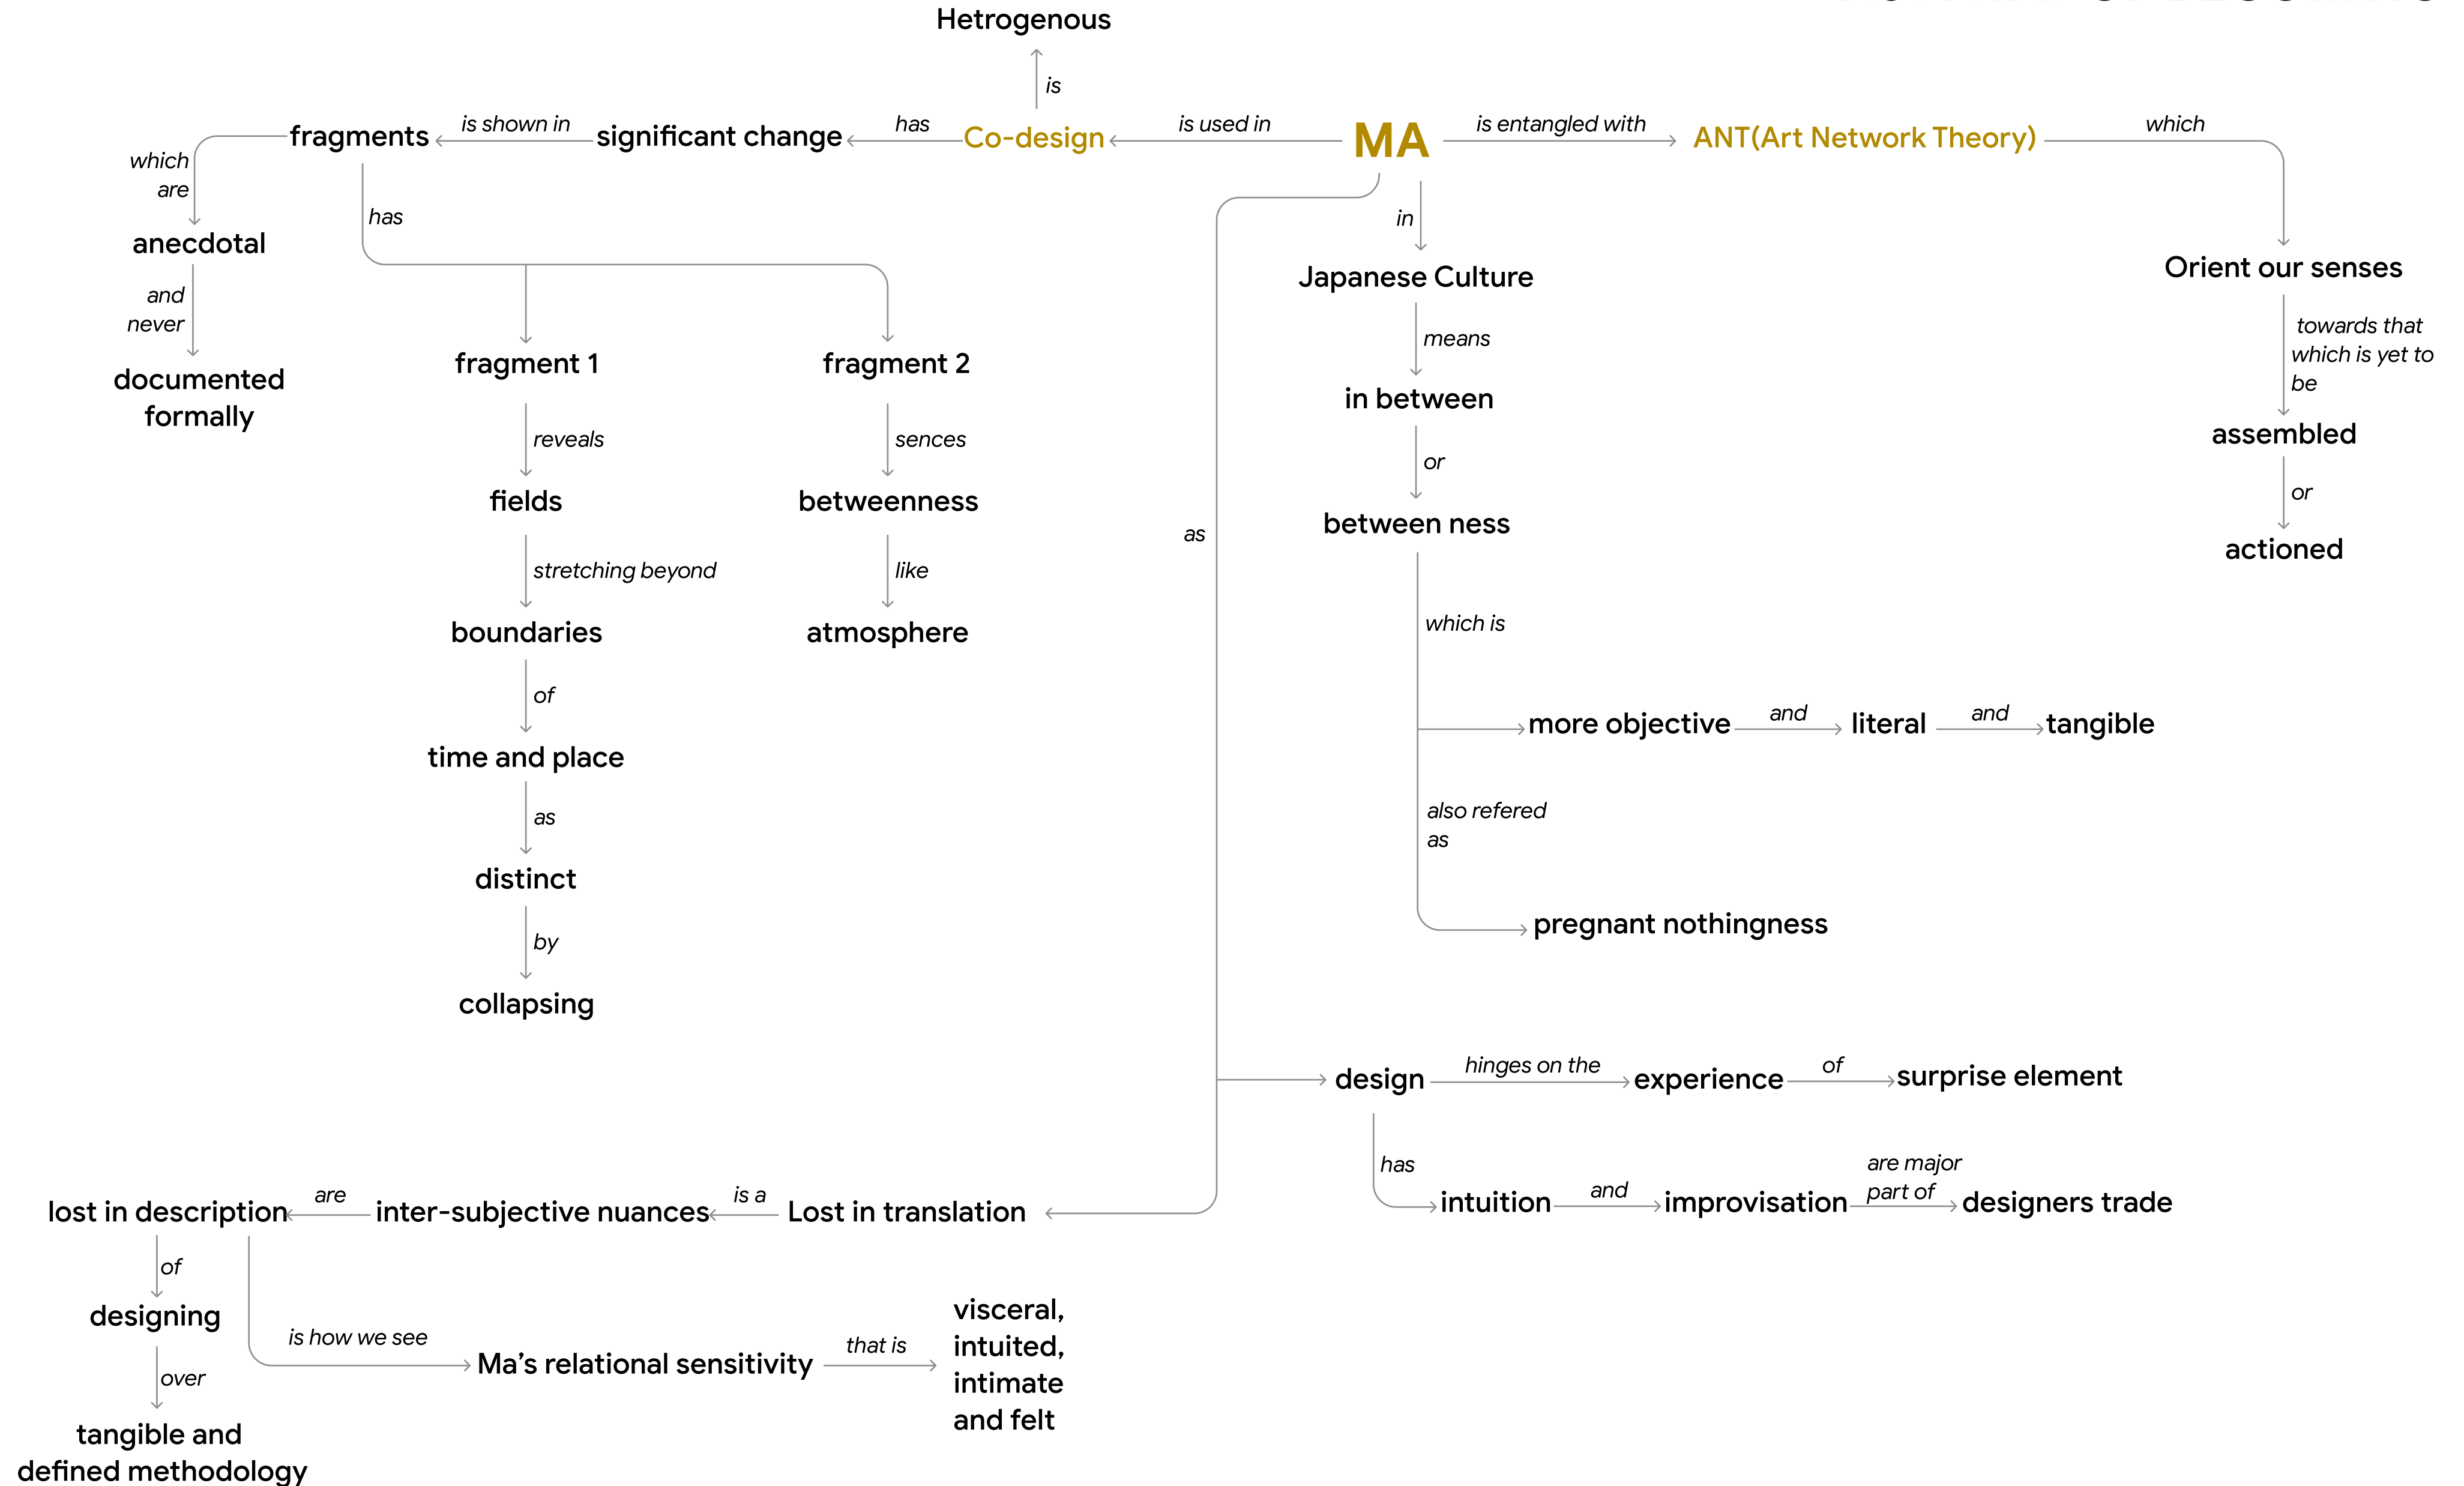 Hetrogenous
is
fragments
is shown in
significant change
has
Co-design
is used in
MA
is entangled with
ANT(Art Network Theory)
which
which
are
anecdotal
and
never
documented
formally
has
fragment 1
reveals
fields
stretching beyond
boundaries
of
time and place
as
distinct
by
collapsing
fragment 2
sences
betweenness
like
atmosphere
as
in
Japanese Culture
means
in between
or
between ness
which is
more objective
and
literal
and
tangible
also refered
as
pregnant nothingness
Orient our senses
towards that
which is yet to
be
assembled
or
actioned
design
hinges on the
experience
of
surprise element
has
intuition
and
improvisation
are major
part of
designers trade
lost in description
are
inter-subjective nuances
is a
Lost in translation
of
designing
over
tangible and
defined methodology
is how we see
Ma's relational sensitivity
that is
visceral,
intuited,
intimate
and felt